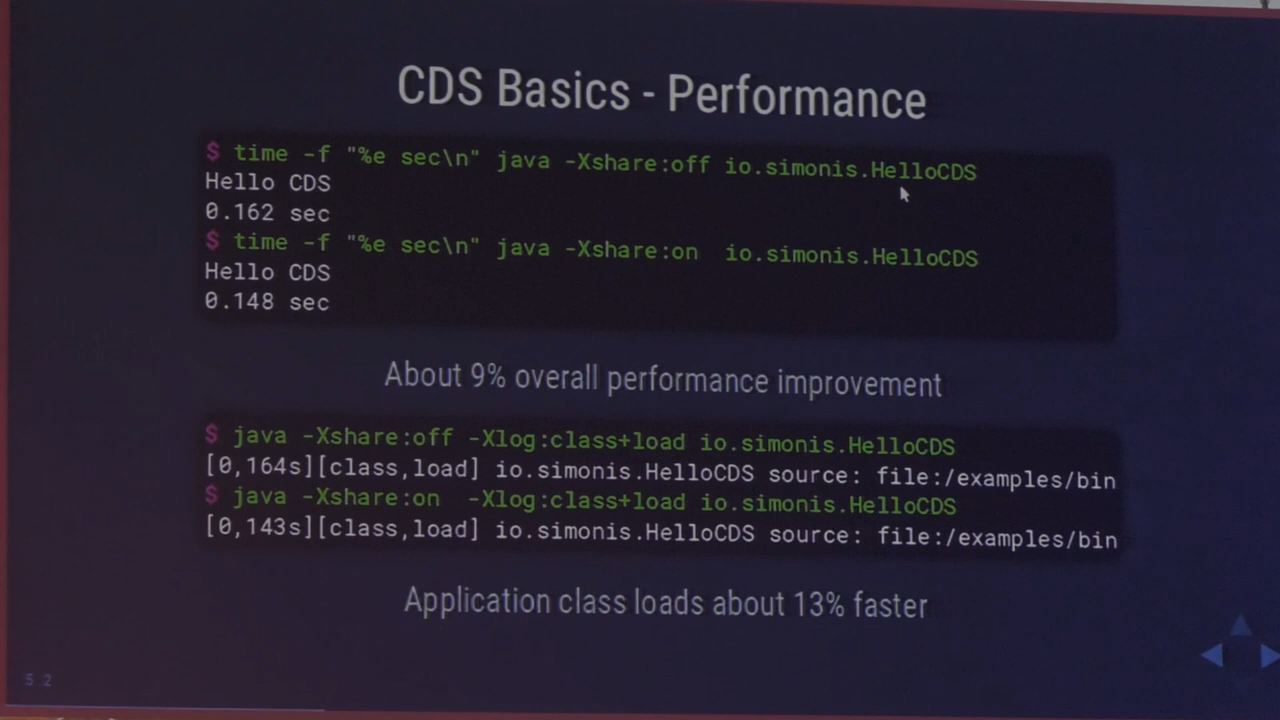 CDS Basics - Performance
$ time -f "%e sec\n" java -Xshare:off io.simonis.HelloCDS
Hello CDS
0.162 sec
$ time -f "%e sec\n" java -Xshare:on  io.simonis.HelloCDS
Hello CDS
0.148 sec
About 9% overall performance improvement
$ java -Xshare:off -Xlog:class+load io.simonis.HelloCDS
[0,164s][class,load] io.simonis.HelloCDS source: file:/examples/bin
$ java -Xshare:on  -Xlog:class+load io.simonis.HelloCDS
[0,143s][class,load] io.simonis.HelloCDS source: file:/examples/bin
Application class loads about 13% faster
5.2